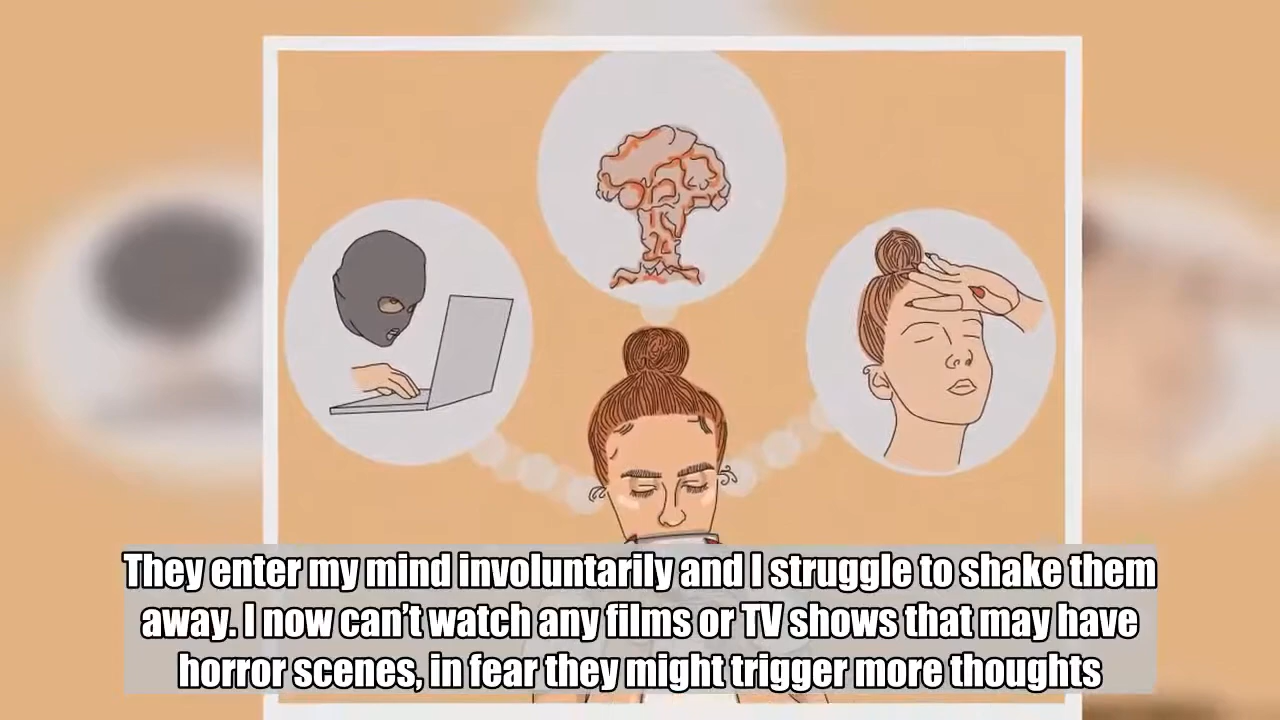 They enter my mind involuntarily and I struggle to shake them
away. I now can’t watch any films or TV shows that may have
horror scenes, in fear they might trigger more thoughts